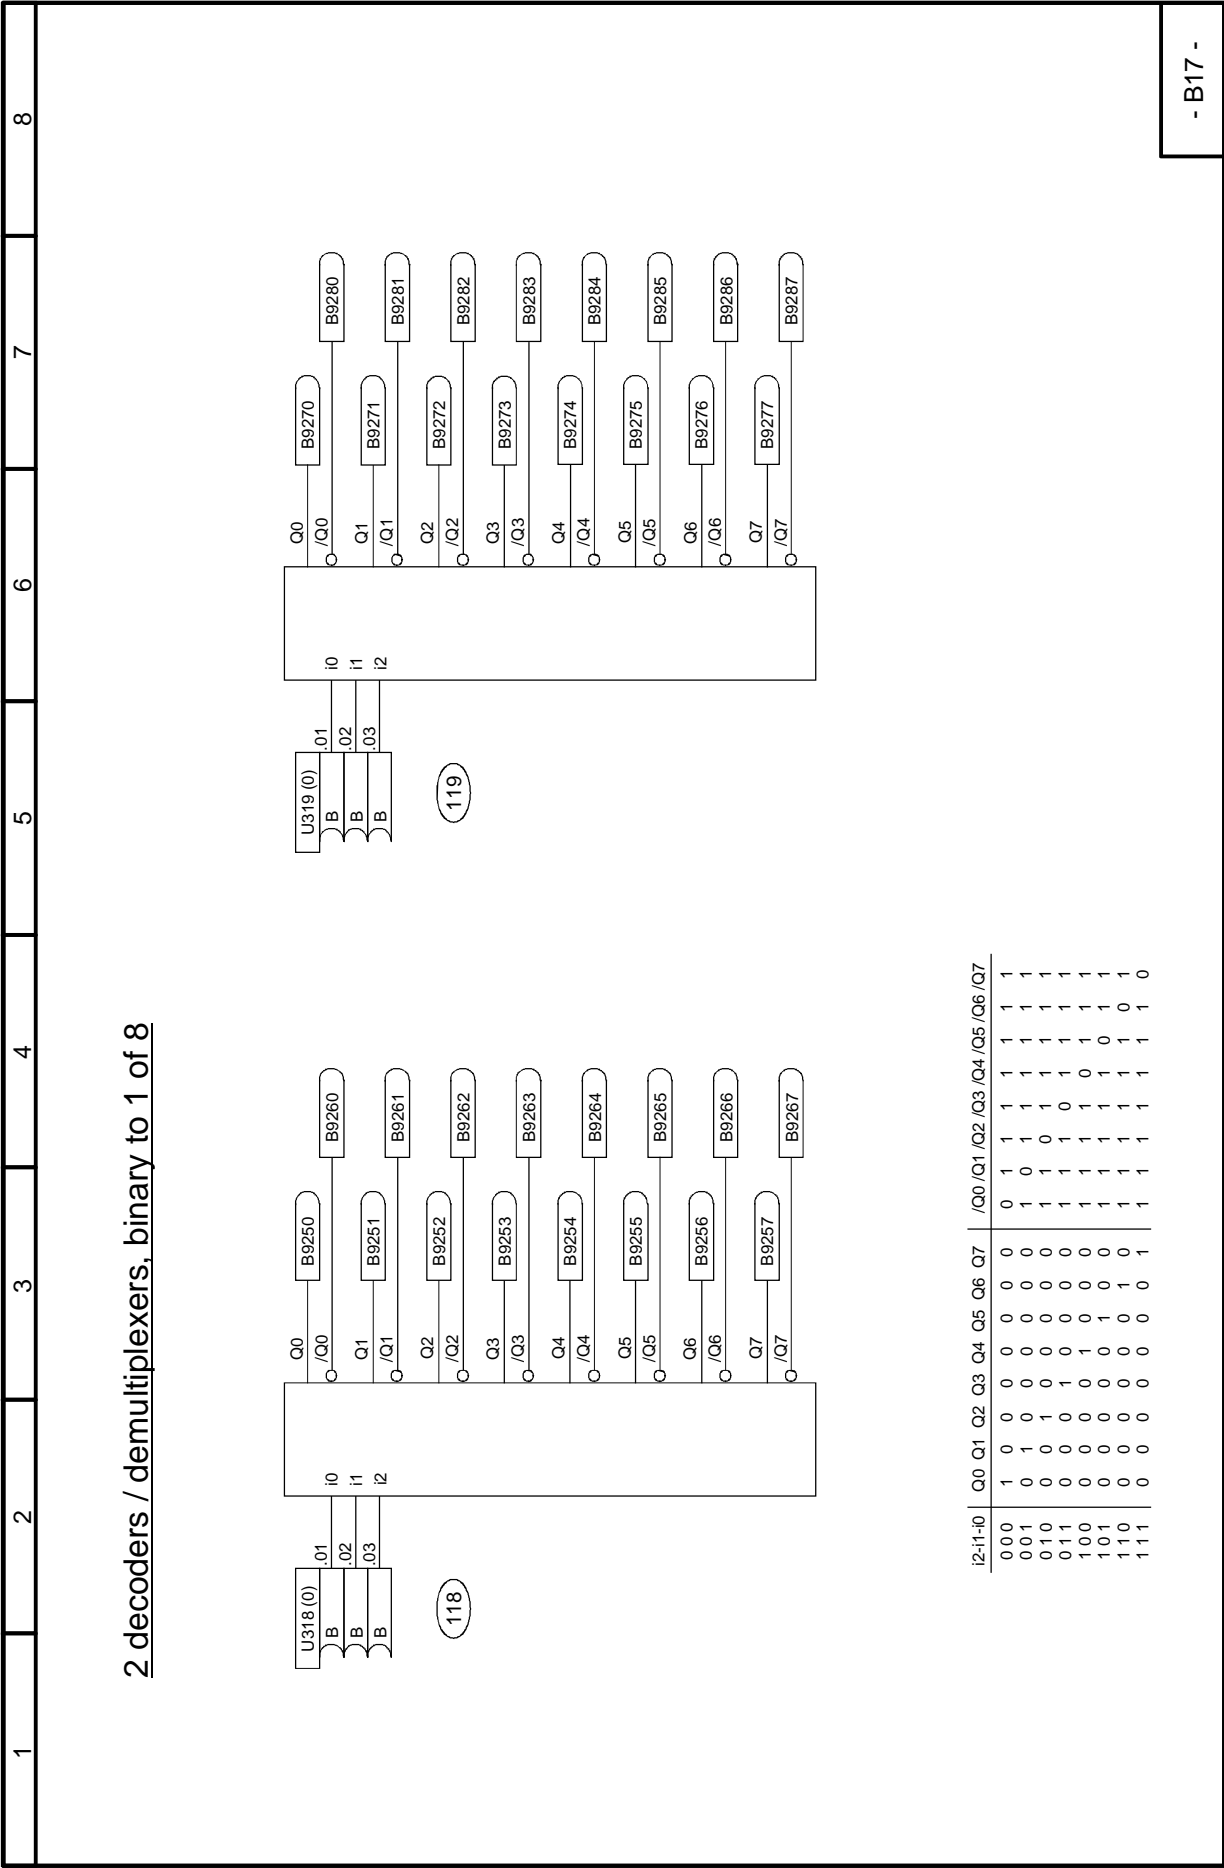 1 2 3 4 5 6 7 8
2 decoders / demultiplexers, binary to 1 of 8
U318 (0)
B .01 i0
B .02 i1
B .03 i2
118
Q0 B9250
/Q0 B9260
Q1 B9251
/Q1 B9261
Q2 B9252
/Q2 B9262
Q3 B9253
/Q3 B9263
Q4 B9254
/Q4 B9264
Q5 B9255
/Q5 B9265
Q6 B9256
/Q6 B9266
Q7 B9257
/Q7 B9267
U319 (0)
B .01 i0
B .02 i1
B .03 i2
119
Q0 B9270
/Q0 B9280
Q1 B9271
/Q1 B9281
Q2 B9272
/Q2 B9282
Q3 B9273
/Q3 B9283
Q4 B9274
/Q4 B9284
Q5 B9275
/Q5 B9285
Q6 B9276
/Q6 B9286
Q7 B9277
/Q7 B9287
i2-i1-i0 Q0 Q1 Q2 Q3 Q4 Q5 Q6 Q7 /Q0 /Q1 /Q2 /Q3 /Q4 /Q5 /Q6 /Q7
0 0 0 1 0 0 0 0 0 0 0 0 1 1 1 1 1 1 1
0 0 1 0 1 0 0 0 0 0 0 1 0 1 1 1 1 1 1
0 1 0 0 0 1 0 0 0 0 0 1 1 0 1 1 1 1 1
0 1 1 0 0 0 1 0 0 0 0 1 1 1 0 1 1 1 1
1 0 0 0 0 0 0 1 0 0 0 1 1 1 1 0 1 1 1
1 0 1 0 0 0 0 0 1 0 0 1 1 1 1 1 0 1 1
1 1 0 0 0 0 0 0 0 1 0 1 1 1 1 1 1 0 1
1 1 1 0 0 0 0 0 0 0 1 1 1 1 1 1 1 1 0
- B17 -